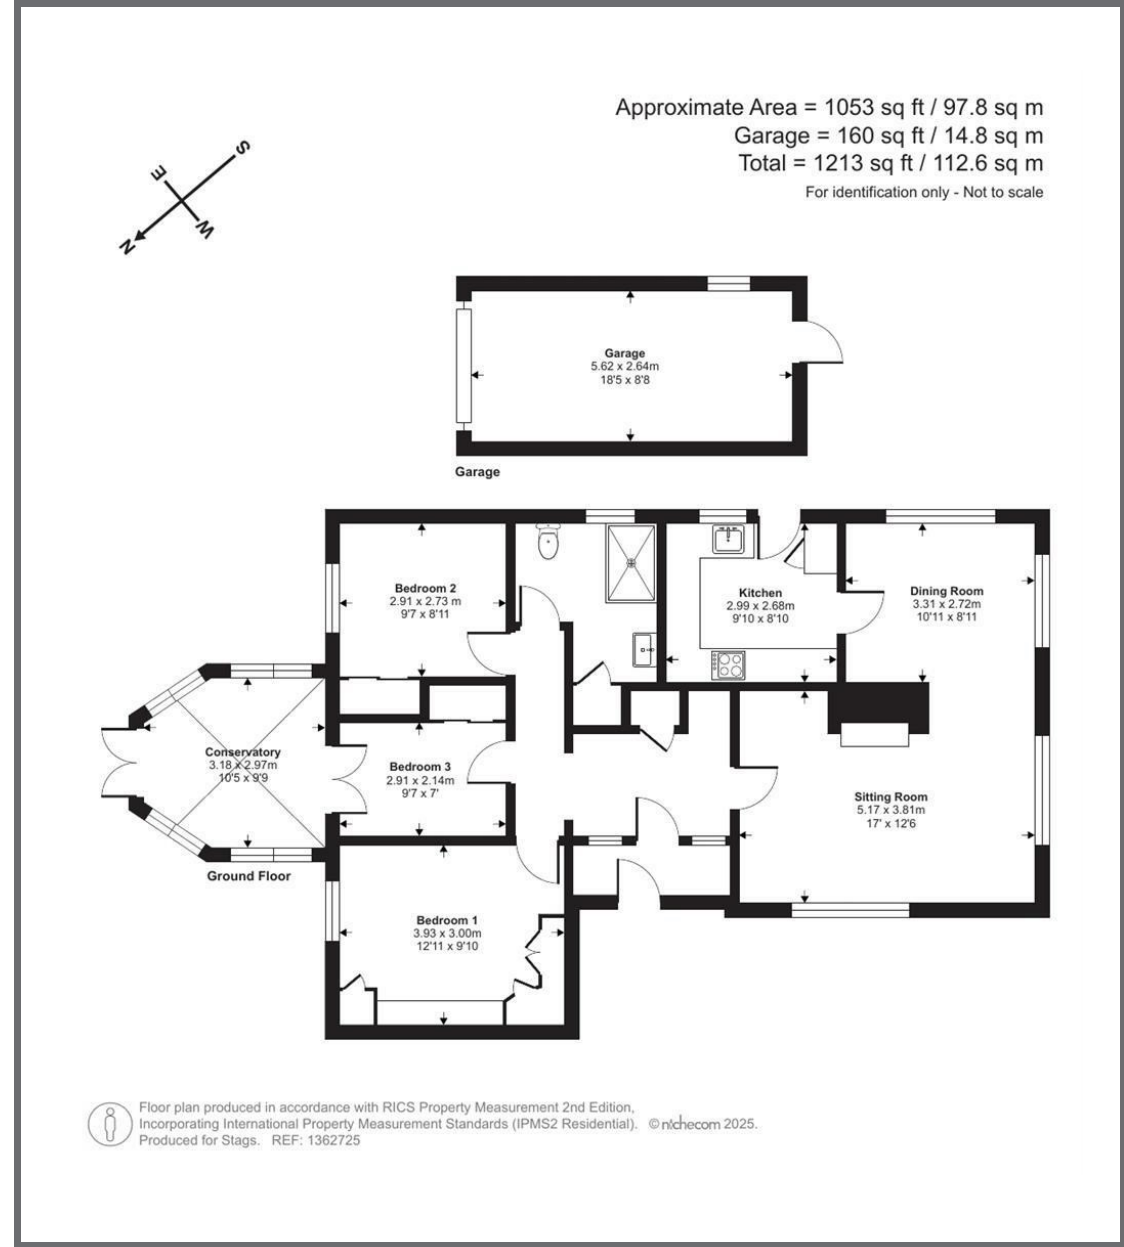 Approximate Area = 1053 sq ft / 97.8 sq m
Garage = 160 sq ft / 14.8 sq m
Total = 1213 sq ft / 112.6 sq m
For identification only - Not to scale
S
E
W
N
Garage
5.62 x 2.64m
18'5 x 8'8
Garage
Bedroom 2
2.91 x 2.73 m
9'7 x 8'11
Kitchen
2.99 x 2.68m
9'10 x 8'10
Dining Room
3.31 x 2.72m
10'11 x 8'11
Conservatory
3.18 x 2.97m
10'5 x 9'9
Bedroom 3
2.91 x 2.14m
9'7 x 7'
Sitting Room
5.17 x 3.81m
17' x 12'6
Ground Floor
Bedroom 1
3.93 x 3.00m
12'11 x 9'10
Floor plan produced in accordance with RICS Property Measurement 2nd Edition,
Incorporating International Property Measurement Standards (IPMS2 Residential). © nichecom 2025.
Produced for Stags. REF: 1362725